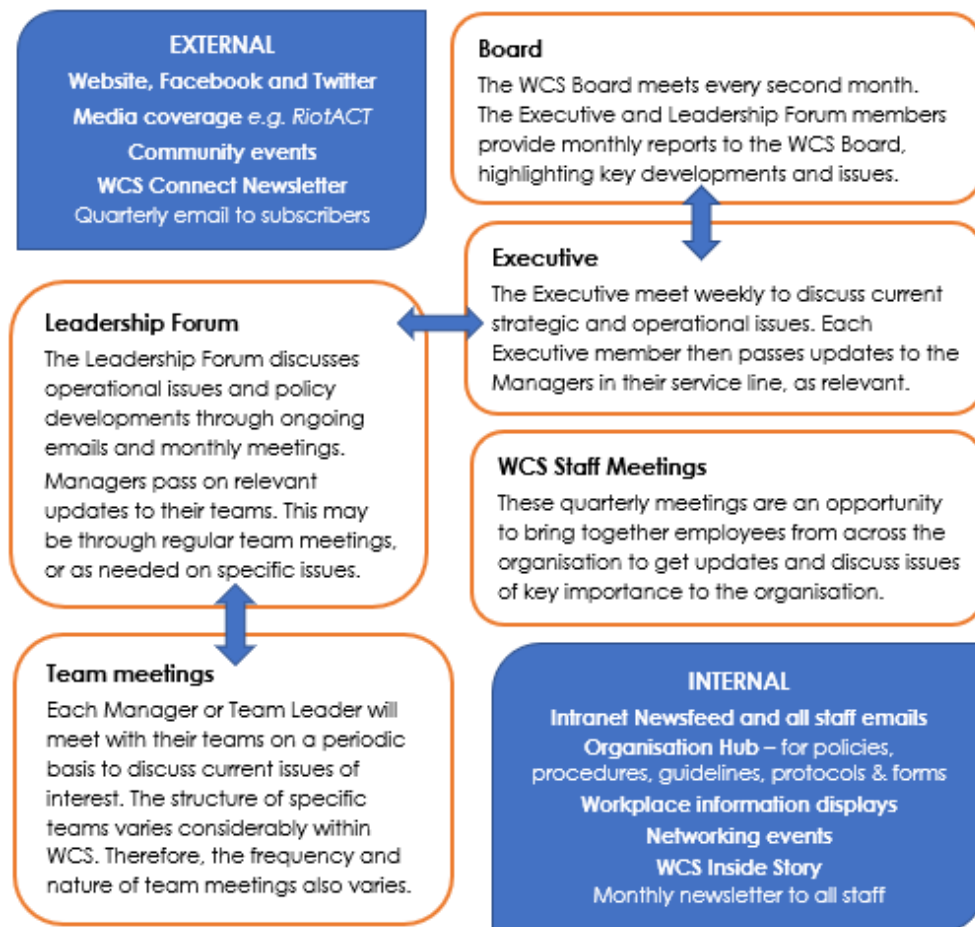 EXTERNAL
Website, Facebook and Twitter
Media coverage e.g. RiotACT
Community events
WCS Connect Newsletter
Quarterly email to subscribers
Board
The WCS Board meets every second month.
The Executive and Leadership Forum members
provide monthly reports to the WCS Board,
highlighting key developments and issues.
Executive
The Executive meet weekly to discuss current
strategic and operational issues. Each
Executive member then passes updates to the
Managers in their service line, as relevant.
Leadership Forum
The Leadership Forum discusses
operational issues and policy
developments through ongoing
emails and monthly meetings.
Managers pass on relevant
updates to their teams. This may
be through regular team meetings,
or as needed on specific issues.
WCS Staff Meetings
These quarterly meetings are an opportunity
to bring together employees from across the
organisation to get updates and discuss issues
of key importance to the organisation.
Team meetings
Each Manager or Team Leader will
meet with their teams on a periodic
basis to discuss current issues of
interest. The structure of specific
teams varies considerably within
WCS. Therefore, the frequency and
nature of team meetings also varies.
INTERNAL
Intranet Newsfeed and all staff emails
Organisation Hub – for policies,
procedures, guidelines, protocols & forms
Workplace information displays
Networking events
WCS Inside Story
Monthly newsletter to all staff